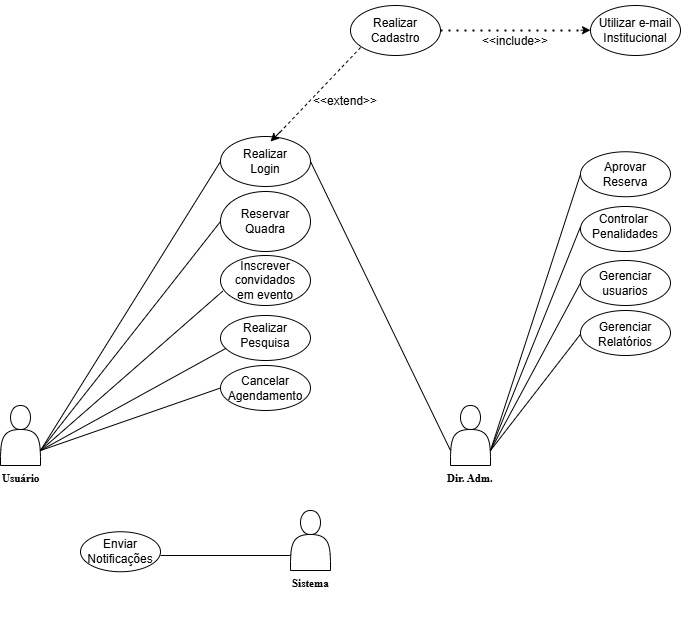 Realizar
Cadastro
<<include>>
Utilizar e-mail
Institucional
<<extend>>
Realizar
Login
Reservar
Quadra
Inscrever
convidados
em evento
Realizar
Pesquisa
Cancelar
Agendamento
Aprovar
Reserva
Controlar
Penalidades
Gerenciar
usuarios
Gerenciar
Relatórios
Usuário
Dir. Adm.
Enviar
Notificações
Sistema